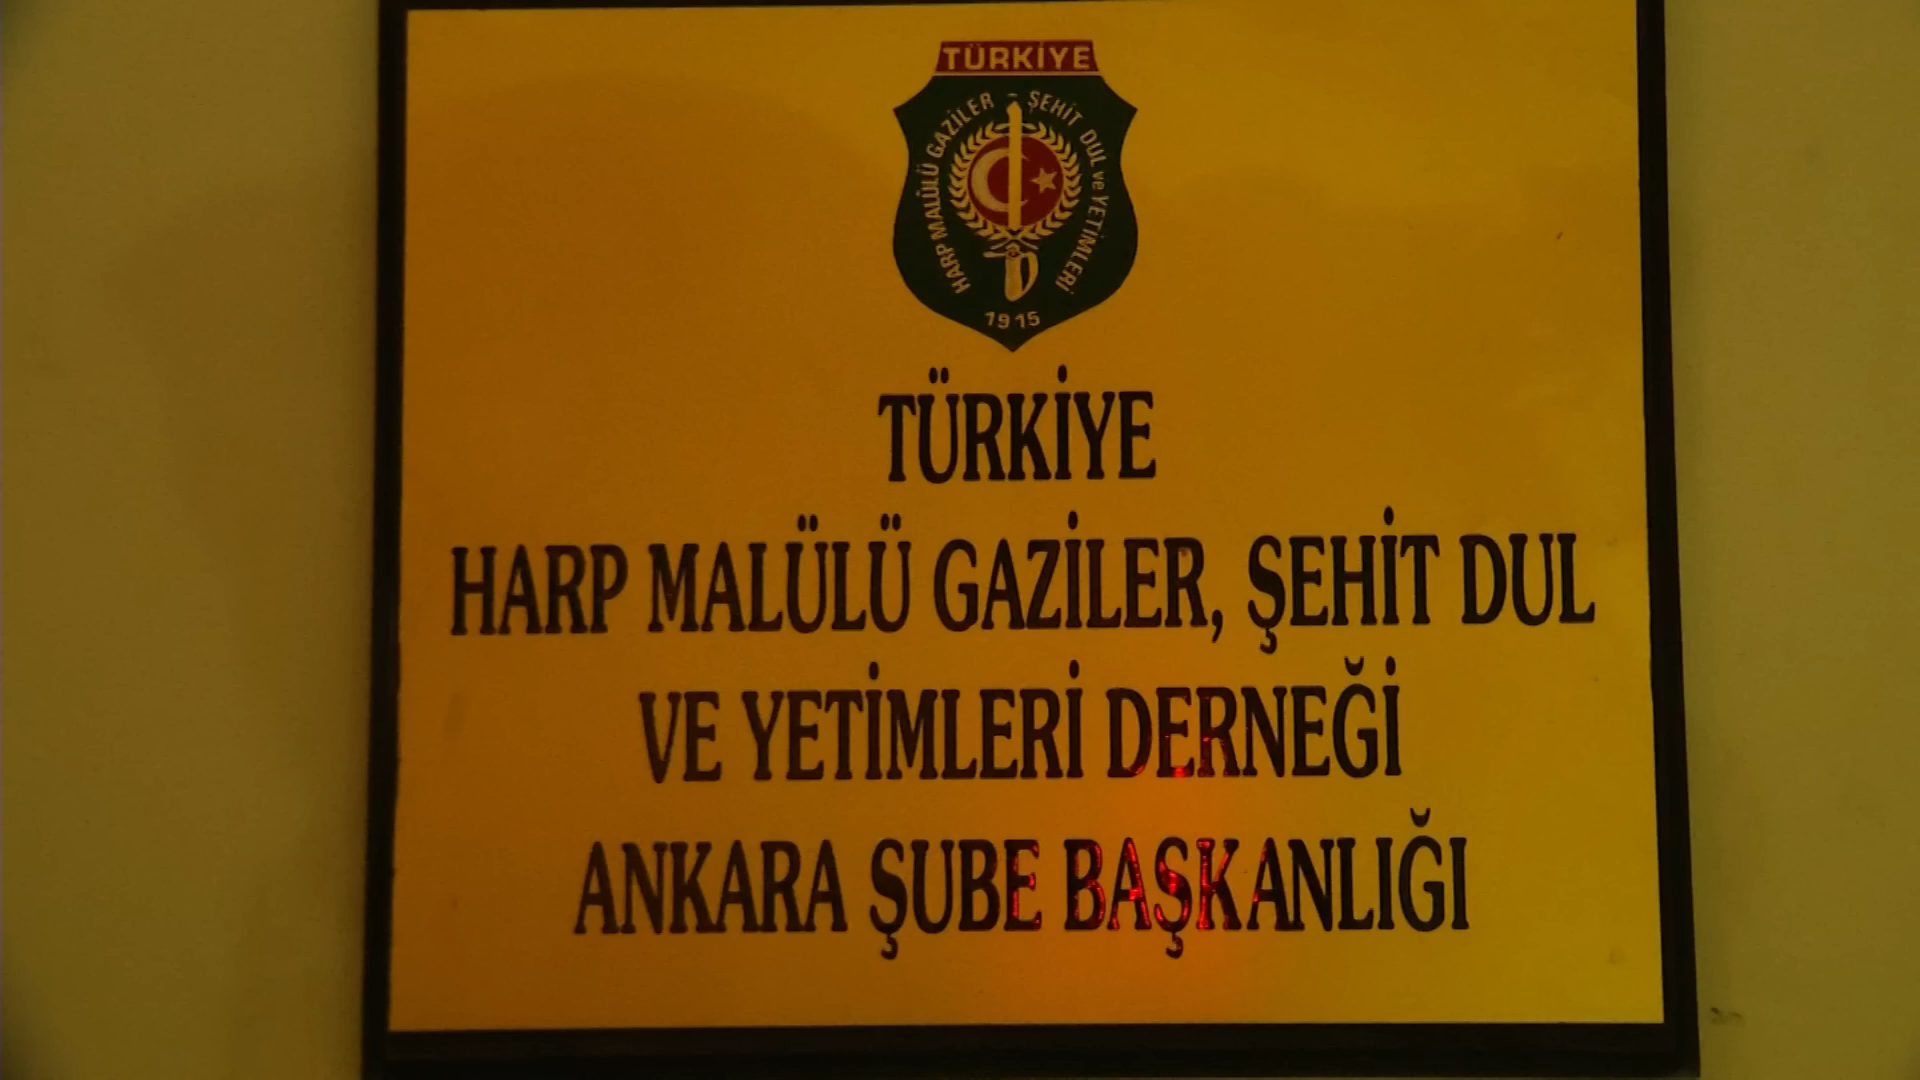 TÜRKİYE
HARP MALÜLÜ GAZİLER - ŞEHİT DUL ve YETİMLERİ
1915
TÜRKİYE
HARP MALÜLÜ GAZİLER, ŞEHİT DUL
VE YETİMLERİ DERNEĞİ
ANKARA ŞUBE BAŞKANLIĞI